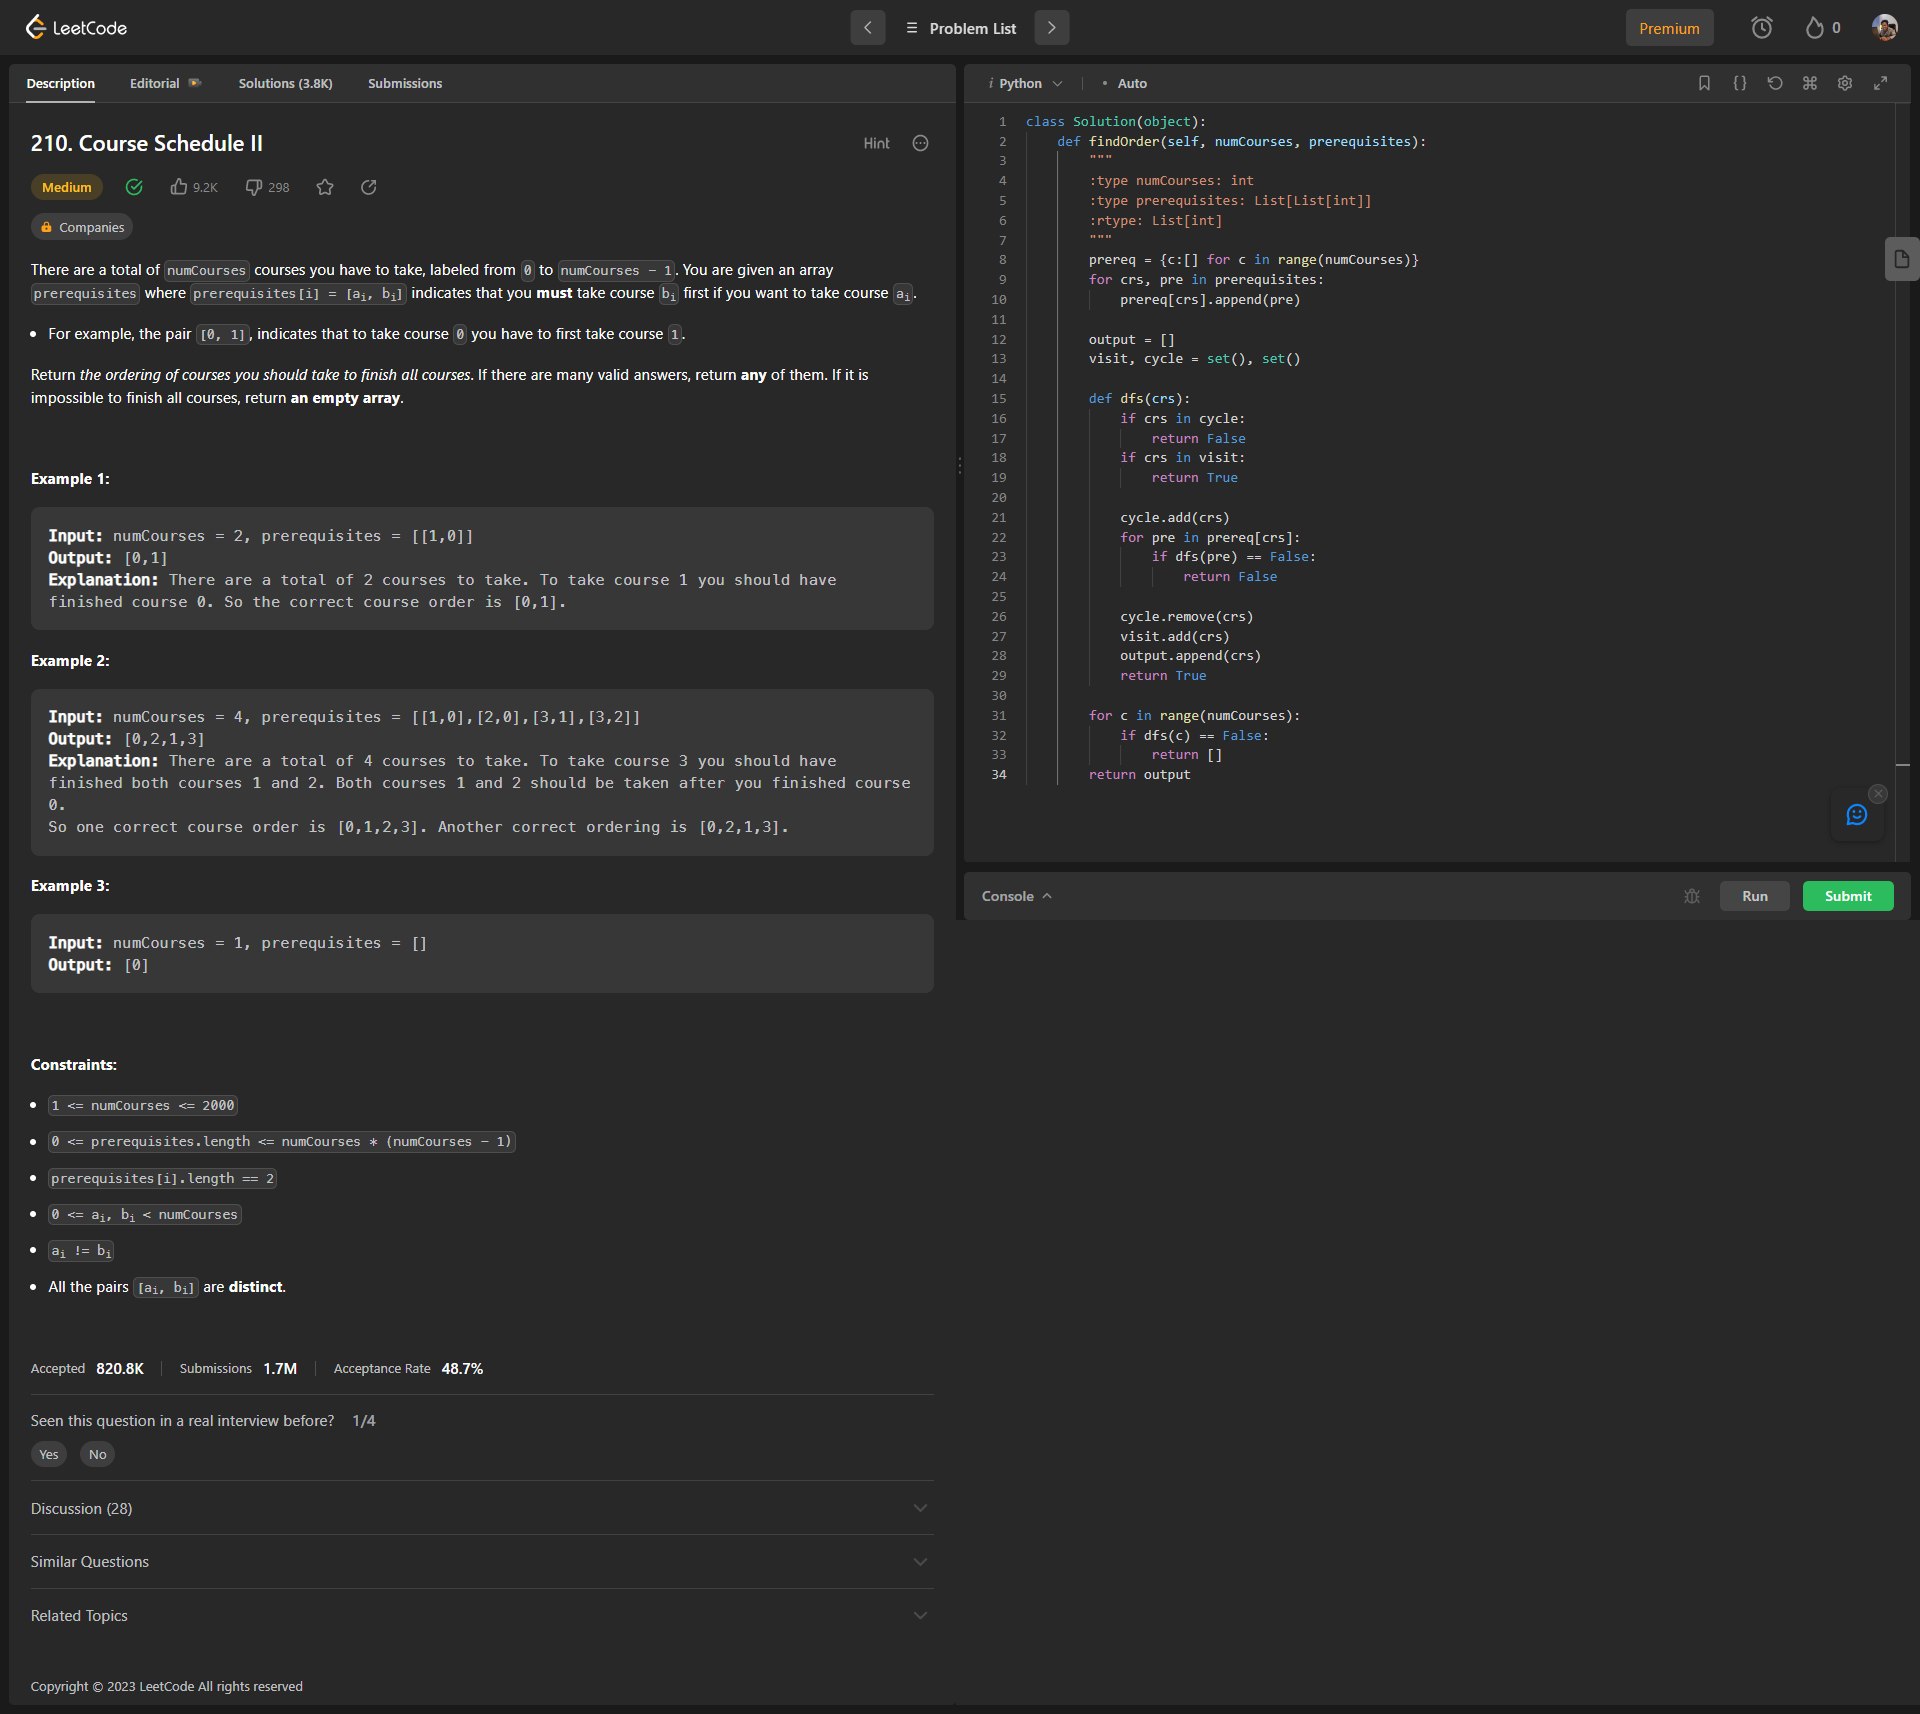 LeetCode
Problem List
Premium
0
Description
Editorial
Solutions (3.8K)
Submissions
210. Course Schedule II
Hint
Medium
9.2K
298
Companies
There are a total of numCourses courses you have to take, labeled from 0 to numCourses - 1. You are given an array
prerequisites where prerequisites[i] = [ai, bi] indicates that you must take course bi first if you want to take course ai.
For example, the pair [0, 1], indicates that to take course 0 you have to first take course 1.
Return the ordering of courses you should take to finish all courses. If there are many valid answers, return any of them. If it is
impossible to finish all courses, return an empty array.
Example 1:
Input: numCourses = 2, prerequisites = [[1,0]]
Output: [0,1]
Explanation: There are a total of 2 courses to take. To take course 1 you should have
finished course 0. So the correct course order is [0,1].
Example 2:
Input: numCourses = 4, prerequisites = [[1,0],[2,0],[3,1],[3,2]]
Output: [0,2,1,3]
Explanation: There are a total of 4 courses to take. To take course 3 you should have
finished both courses 1 and 2. Both courses 1 and 2 should be taken after you finished course
0.
So one correct course order is [0,1,2,3]. Another correct ordering is [0,2,1,3].
Example 3:
Input: numCourses = 1, prerequisites = []
Output: [0]
Constraints:
1 <= numCourses <= 2000
0 <= prerequisites.length <= numCourses * (numCourses - 1)
prerequisites[i].length == 2
0 <= ai, bi < numCourses
ai != bi
All the pairs [ai, bi] are distinct.
Accepted 820.8K Submissions 1.7M Acceptance Rate 48.7%
Seen this question in a real interview before? 1/4
Yes No
Discussion (28)
Similar Questions
Related Topics
Copyright © 2023 LeetCode All rights reserved
i Python
• Auto
1 class Solution(object):
2 def findOrder(self, numCourses, prerequisites):
3 """
4 :type numCourses: int
5 :type prerequisites: List[List[int]]
6 :rtype: List[int]
7 """
8 prereq = {c:[] for c in range(numCourses)}
9 for crs, pre in prerequisites:
10 prereq[crs].append(pre)
11
12 output = []
13 visit, cycle = set(), set()
14
15 def dfs(crs):
16 if crs in cycle:
17 return False
18 if crs in visit:
19 return True
20
21 cycle.add(crs)
22 for pre in prereq[crs]:
23 if dfs(pre) == False:
24 return False
25
26 cycle.remove(crs)
27 visit.add(crs)
28 output.append(crs)
29 return True
30
31 for c in range(numCourses):
32 if dfs(c) == False:
33 return []
34 return output
Console
Run
Submit